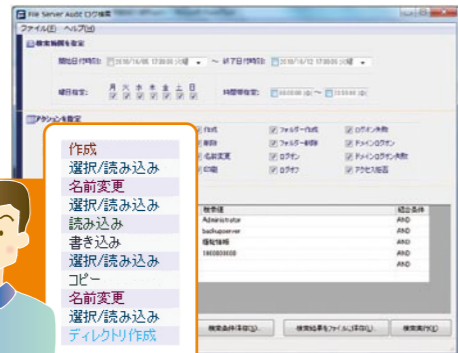 File Server Audit ログ検索
ファイル(F) ヘルプ(H)
検索範囲を指定
開始日付時刻: ～ 終了日付時刻:
曜日指定: 月 火 水 木 金 土 日 時間帯指定: ～
アクションを指定
作成 フォルダー作成 ログオン失敗
削除 フォルダー削除 ドメインログオン
名前変更 ログオン ドメインログオン失敗
印刷 ログオフ アクセス拒否
作成
選択/読み込み
名前変更
選択/読み込み
読み込み
書き込み
選択/読み込み
コピー
名前変更
選択/読み込み
ディレクトリ作成
検索値 結合条件
Administrator AND
backupserver AND
AND
AND
検索条件保存(S)... 検索結果をファイルに保存(L)... 検索実行(X)